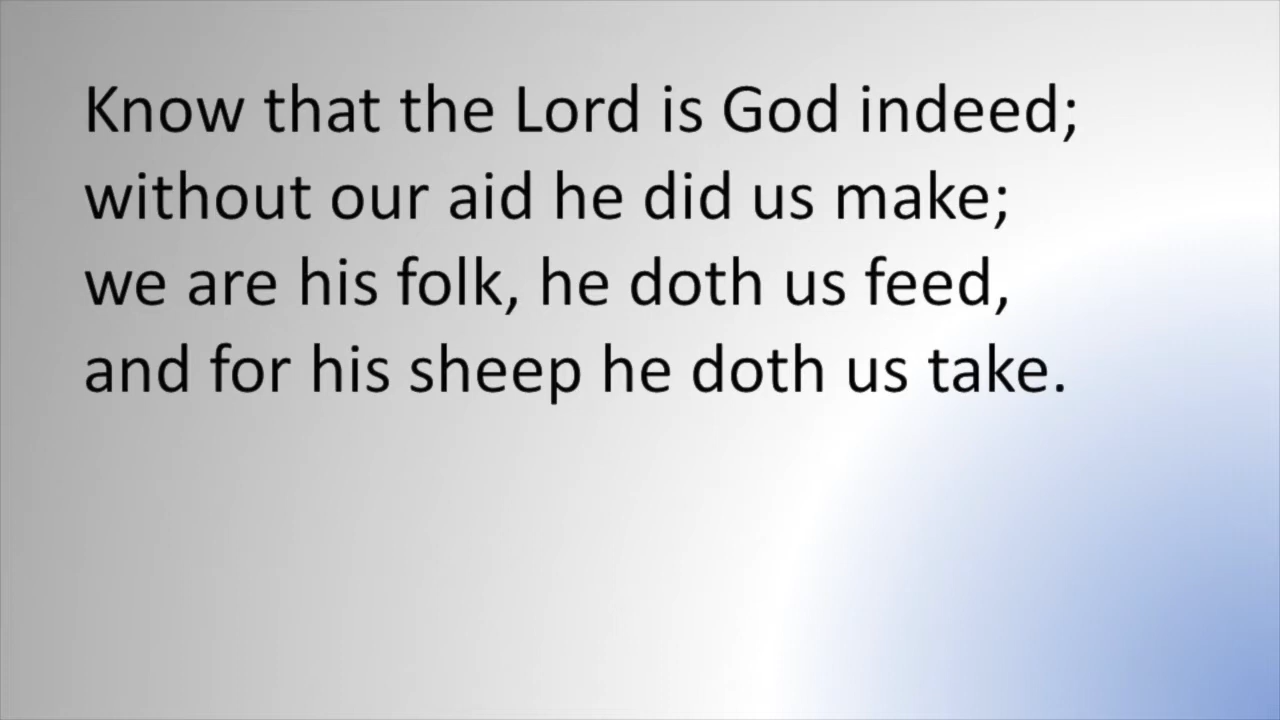 Know that the Lord is God indeed;
without our aid he did us make;
we are his folk, he doth us feed,
and for his sheep he doth us take.